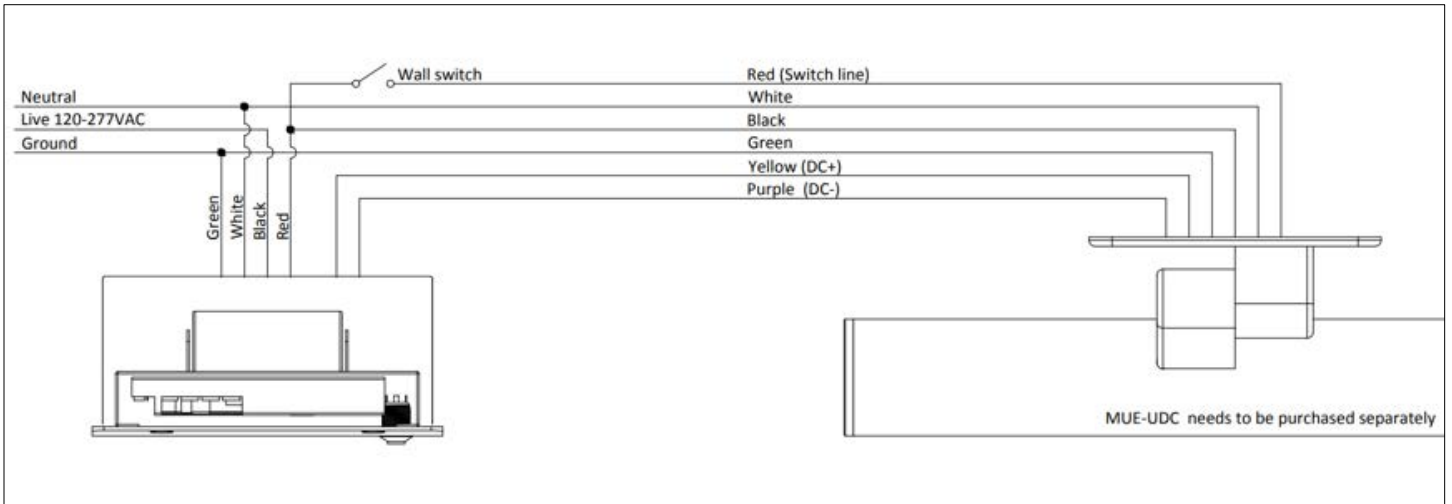 Wall switch
Red (Switch line)
Neutral
White
Live 120-277VAC
Black
Ground
Green
Yellow (DC+)
Purple (DC-)
Green
White
Black
Red
MUE-UDC needs to be purchased separately